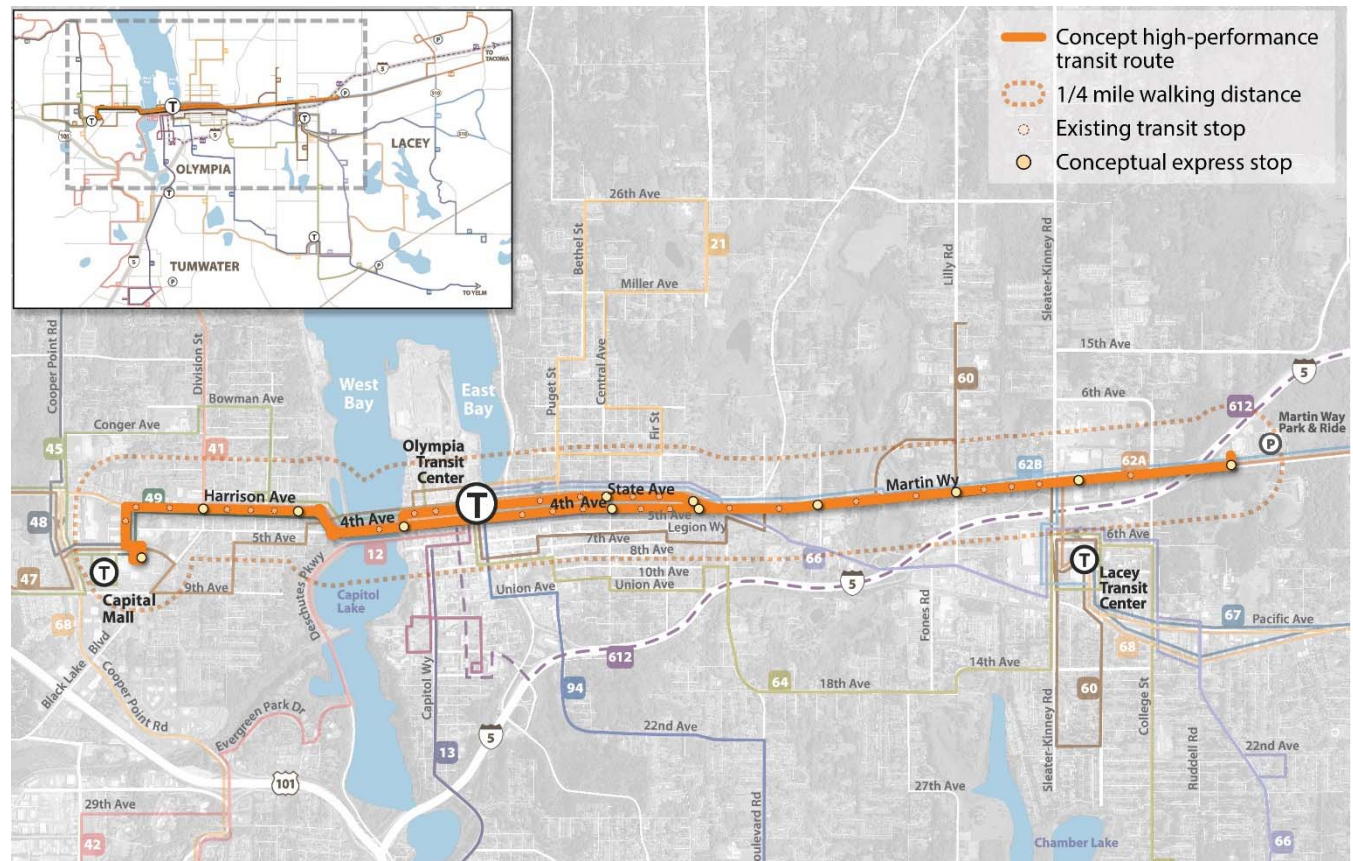 TO
TACOMA
5
P
T
T
P
101
5
T
LACEY
OLYMPIA
T
T
5
P
TUMWATER
TO YELM
Concept high-performance
transit route
1/4 mile walking distance
Existing transit stop
Conceptual express stop
26th Ave
21
Bethel St
Miller Ave
Lilly Rd
Sleater-Kinney Rd
Cooper Point Rd
Division St
Central Ave
15th Ave
5
West
Bay
East
Bay
Puget St
60
Bowman Ave
6th Ave
612
Conger Ave
Fir St
Martin Way
Park & Ride
P
45
41
Olympia
Transit
Center
T
62B
62A
Martin Wy
49
Harrison Ave
State Ave
4th Ave
4th Ave
48
5th Ave
5th Ave
Legion Wy
7th Ave
8th Ave
12
66
6th Ave
T
Capital
Mall
47
9th Ave
Deschutes Pkwy
Capitol
Lake
Union Ave
10th Ave
Union Ave
5
T
Lacey
Transit
Center
67
Pacific Ave
68
Black Lake Blvd
Cooper Point Rd
Fones Rd
68
612
14th Ave
Capitol Wy
94
64
18th Ave
60
College St
Evergreen Park Dr
Sleater-Kinney Rd
Ruddell Rd
22nd Ave
5
13
22nd Ave
101
27th Ave
29th Ave
42
oulevard Rd
Chamber Lake
66